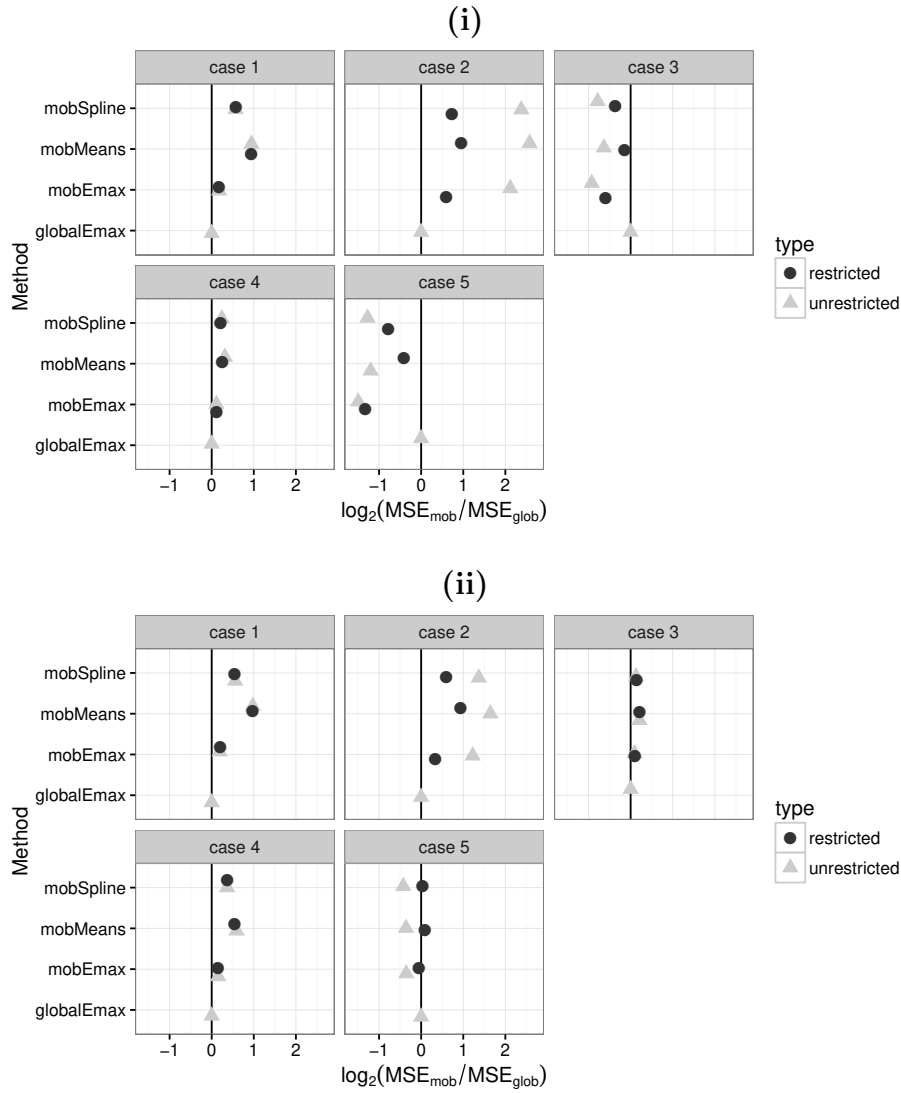 (i)
case 1 case 2 case 3
mobSpline
mobMeans
mobEmax
globalEmax
case 4 case 5
mobSpline
mobMeans
mobEmax
globalEmax
−1 0 1 2 −1 0 1 2
log₂(MSEmob/MSEglob)
Method
type
restricted
unrestricted
(ii)
case 1 case 2 case 3
mobSpline
mobMeans
mobEmax
globalEmax
case 4 case 5
mobSpline
mobMeans
mobEmax
globalEmax
−1 0 1 2 −1 0 1 2
log₂(MSEmob/MSEglob)
Method
type
restricted
unrestricted